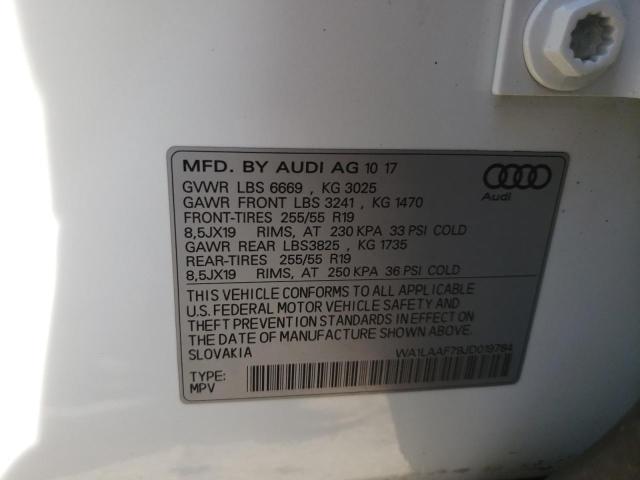 MFD. BY AUDI AG 10 17
GVWR LBS 6669 , KG 3025
GAWR FRONT LBS 3241 , KG 1470
FRONT-TIRES 255/55 R19
8,5JX19 RIMS, AT 230 KPA 33 PSI COLD
GAWR REAR LBS3825 , KG 1735
REAR-TIRES 255/55 R19
8,5JX19 RIMS, AT 250 KPA 36 PSI COLD
Audi
THIS VEHICLE CONFORMS TO ALL APPLICABLE
U.S. FEDERAL MOTOR VEHICLE SAFETY AND
THEFT PREVENTION STANDARDS IN EFFECT ON
THE DATE OF MANUFACTURE SHOWN ABOVE.
SLOVAKIA
WA1LAAF79JD019784
TYPE:
MPV